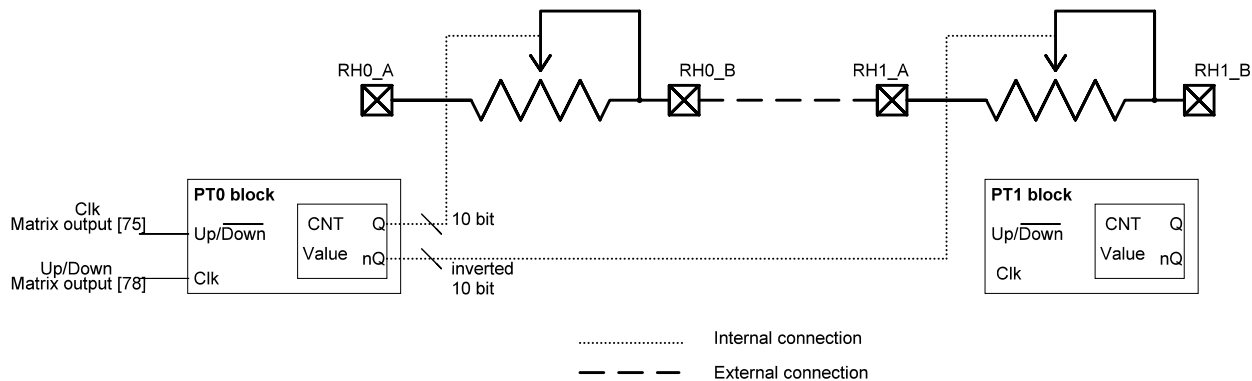 RH0_A
RH0_B
RH1_A
RH1_B
PT0 block
Clk
Matrix output [75]
Up/Down
CNT
Q
Value
nQ
10 bit
Up/Down
Matrix output [78]
Clk
inverted
10 bit
PT1 block
Up/Down
CNT
Q
Value
nQ
Clk
Internal connection
External connection